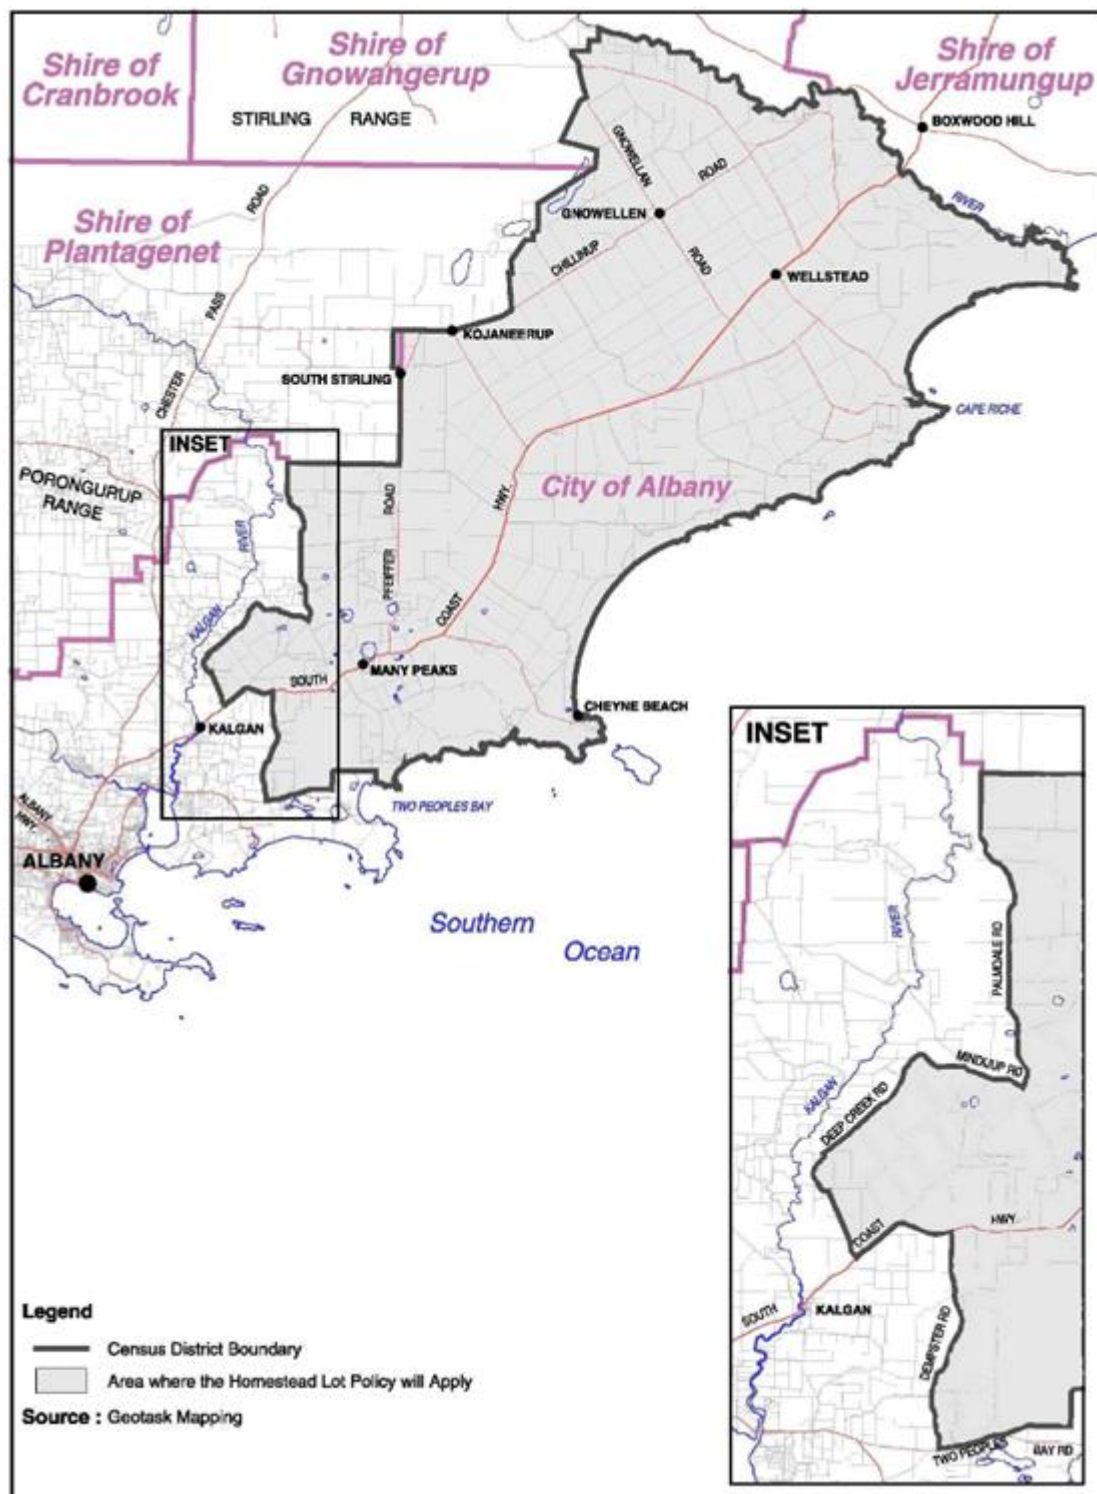 Shire of
Cranbrook
Shire of
Gnowangerup
Shire of
Jerramungup
STIRLING RANGE
BOXWOOD HILL
GNOWELLAN
ROAD
ROAD
RIVER
Shire of
Plantagenet
GNOWELLEN
CHILLINUP
ROAD
WELLSTEAD
PASS
KOJANEERUP
SOUTH STIRLING
CHESTER
CAPE RICHE
INSET
PORONGURUP
RANGE
City of Albany
ROAD
HWY.
RIVER
PFEIFFER
COAST
KALGAN
MANY PEAKS
SOUTH
CHEYNE BEACH
KALGAN
TWO PEOPLES BAY
ALBANY
HWY.
ALBANY
Southern
Ocean
INSET
RIVER
PALMDALE RD
MINDIJUP RD
KALGAN
DEEP CREEK RD
COAST
HWY.
SOUTH
KALGAN
DEMPSTER RD
TWO PEOPLES
BAY RD
Legend
Census District Boundary
Area where the Homestead Lot Policy will Apply
Source : Geotask Mapping